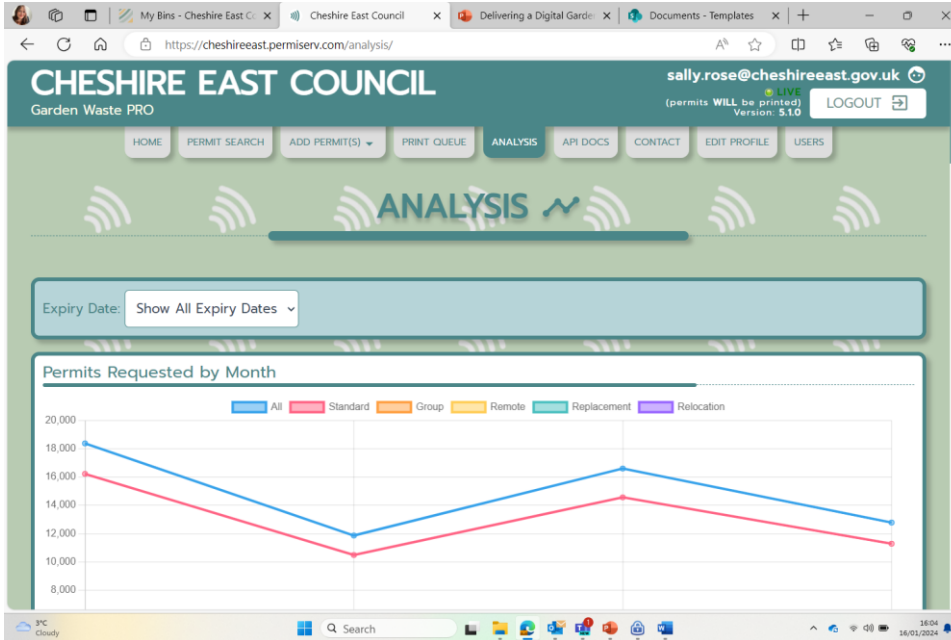 My Bins - Cheshire East Co
Cheshire East Council
Delivering a Digital Garde
Documents - Templates
https://cheshireeast.permiserv.com/analysis/
CHESHIRE EAST COUNCIL
Garden Waste PRO
sally.rose@cheshireeast.gov.uk
LIVE
(permits WILL be printed)
Version: 5.1.0
LOGOUT
HOME PERMIT SEARCH ADD PERMIT(S) PRINT QUEUE ANALYSIS API DOCS CONTACT EDIT PROFILE USERS
ANALYSIS
Expiry Date: Show All Expiry Dates
Permits Requested by Month
All Standard Group Remote Replacement Relocation
20,000
18,000
16,000
14,000
12,000
10,000
8,000
3°C
Cloudy
Search
16:04
16/01/2024